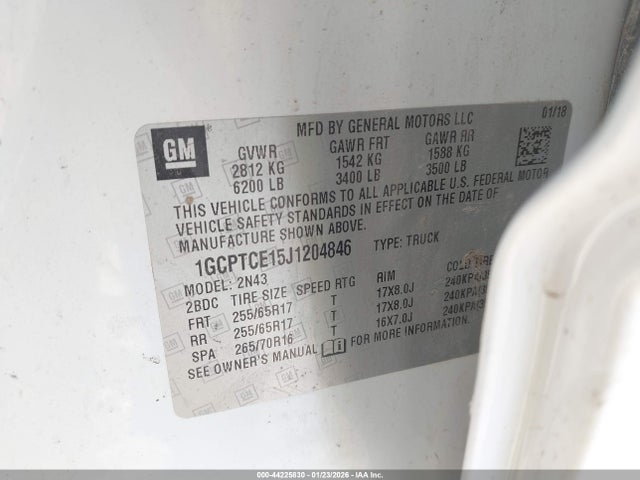 GM
MFD BY GENERAL MOTORS LLC 01/18
GVWR GAWR FRT GAWR RR
2812 KG 1542 KG 1588 KG
6200 LB 3400 LB 3500 LB
THIS VEHICLE CONFORMS TO ALL APPLICABLE U.S. FEDERAL MOTOR
VEHICLE SAFETY STANDARDS IN EFFECT ON THE DATE OF
MANUFACTURE SHOWN ABOVE.
1GCPTCE15J1204846 TYPE: TRUCK
MODEL: 2N43
2BDC TIRE SIZE SPEED RTG RIM COLD TIRE
FRT 255/65R17 T 17X8.0J
RR 255/65R17 T 17X8.0J
SPA 265/70R16 T 16X7.0J
SEE OWNER'S MANUAL FOR MORE INFORMATION.
000-44225830 - 01/23/2026 - IAA Inc.